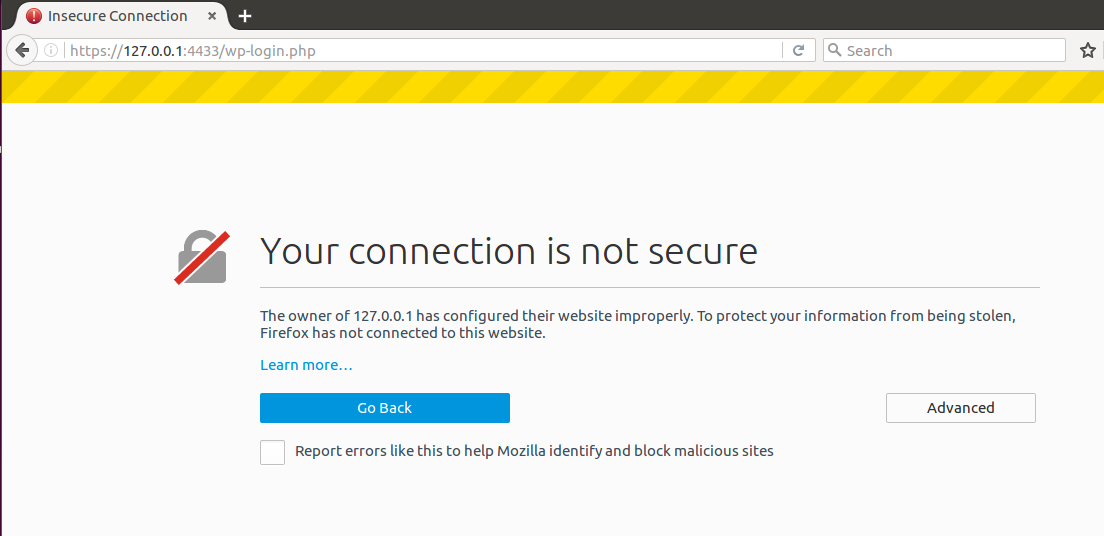 Insecure Connection
https://127.0.0.1:4433/wp-login.php
Search
Your connection is not secure
The owner of 127.0.0.1 has configured their website improperly. To protect your information from being stolen,
Firefox has not connected to this website.
Learn more…
Go Back
Advanced
Report errors like this to help Mozilla identify and block malicious sites